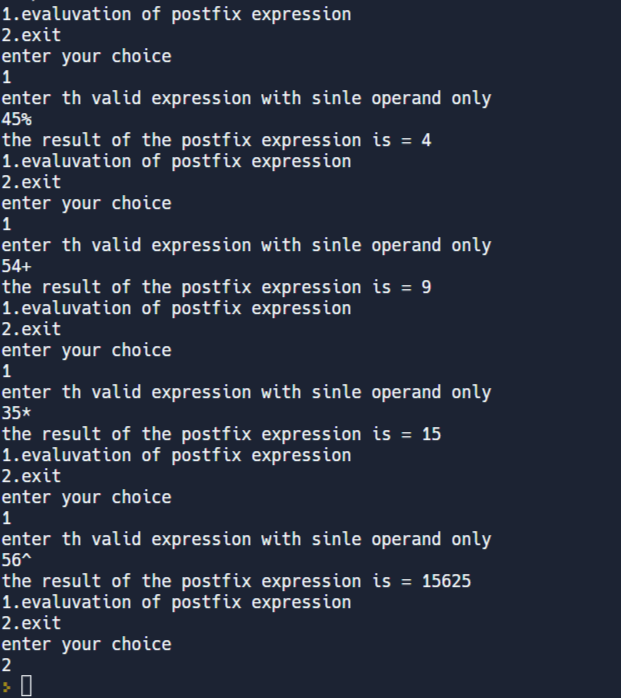 1.evaluvation of postfix expression
2.exit
enter your choice
1
enter th valid expression with sinle operand only
45%
the result of the postfix expression is = 4
1.evaluvation of postfix expression
2.exit
enter your choice
1
enter th valid expression with sinle operand only
54+
the result of the postfix expression is = 9
1.evaluvation of postfix expression
2.exit
enter your choice
1
enter th valid expression with sinle operand only
35*
the result of the postfix expression is = 15
1.evaluvation of postfix expression
2.exit
enter your choice
1
enter th valid expression with sinle operand only
56^
the result of the postfix expression is = 15625
1.evaluvation of postfix expression
2.exit
enter your choice
2